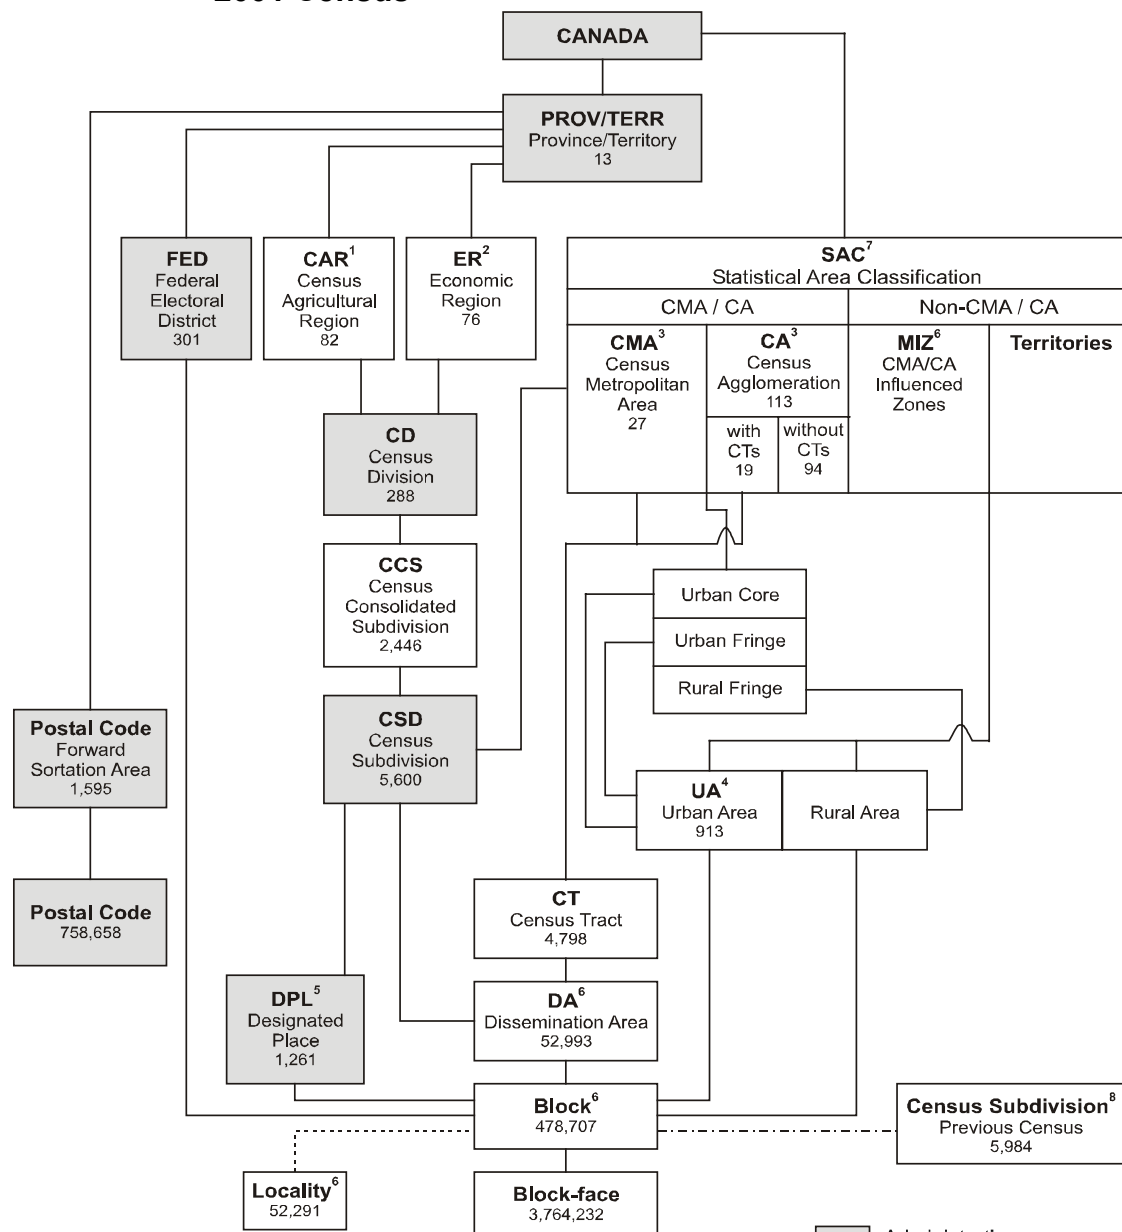 CANADA
PROV/TERR
Province/Territory
13
FED
Federal
Electoral
District
301
CAR1
Census
Agricultural
Region
82
ER2
Economic
Region
76
SAC7
Statistical Area Classification
CMA / CA
Non-CMA / CA
CMA3
Census
Metropolitan
Area
27
CA3
Census
Agglomeration
113
with
CTs
19
without
CTs
94
MIZ6
CMA/CA
Influenced
Zones
Territories
CD
Census
Division
288
CCS
Census
Consolidated
Subdivision
2,446
Urban Core
Urban Fringe
Rural Fringe
CSD
Census
Subdivision
5,600
Postal Code
Forward
Sortation Area
1,595
UA4
Urban Area
913
Rural Area
Postal Code
758,658
CT
Census Tract
4,798
DPL5
Designated
Place
1,261
DA6
Dissemination Area
52,993
Block6
478,707
Census Subdivision8
Previous Census
5,984
Locality6
52,291
Block-face
3,764,232